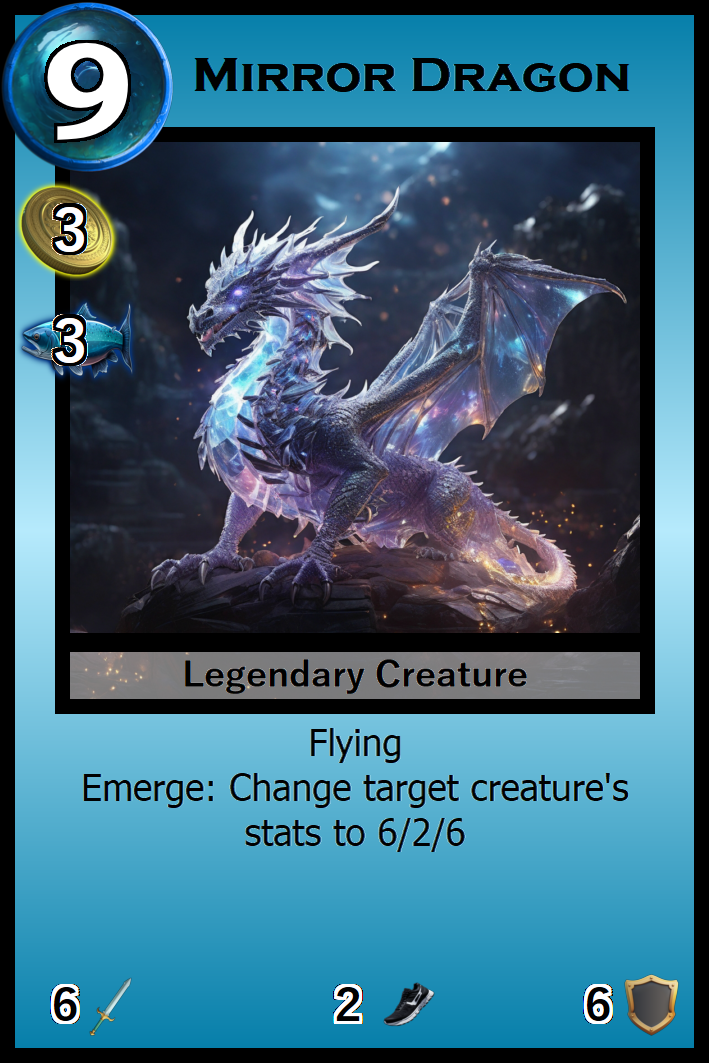 9
Mirror Dragon
3
3
Legendary Creature
Flying
Emerge: Change target creature's
stats to 6/2/6
6 2 6